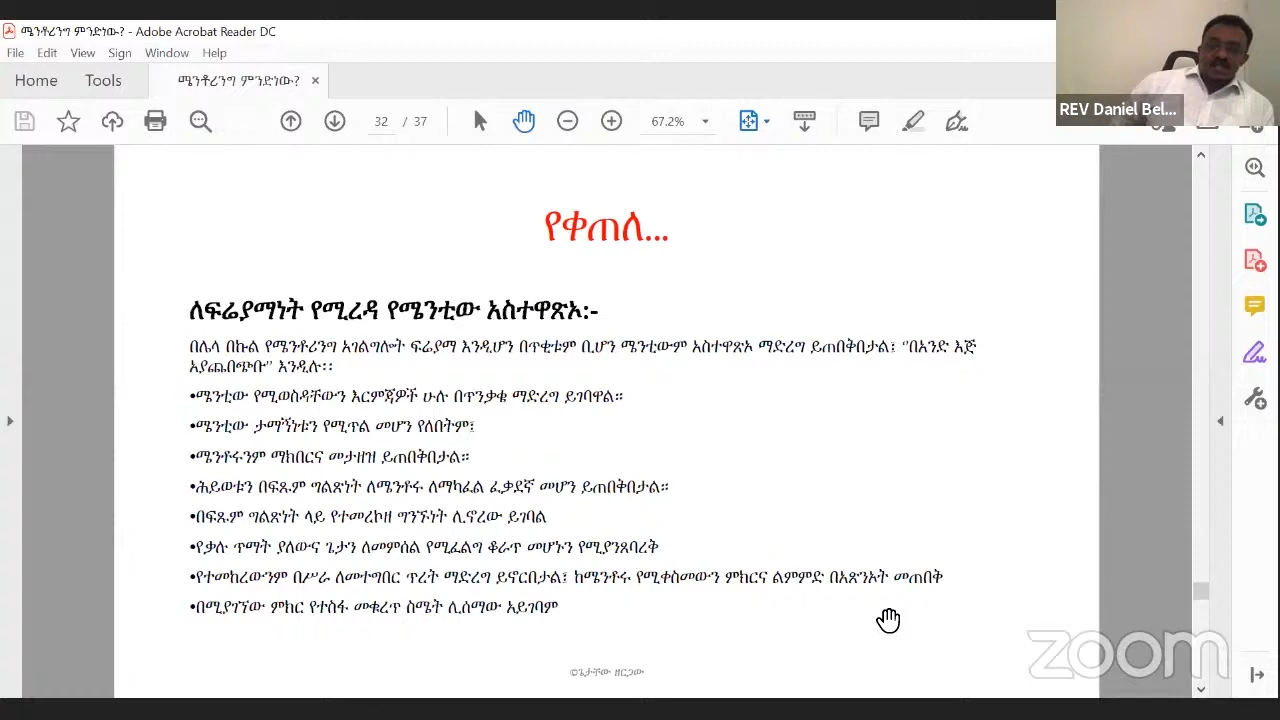 ሜንቶሪንግ ምንድነው? - Adobe Acrobat Reader DC
File Edit View Sign Window Help
Home Tools ሜንቶሪንግ ምንድነው? ×
32 / 37 67.2%
REV Daniel Bel...
የቀጠለ...
ለፍሬያማነት የሚረዳ የሜንቲው አስተዋጽኦ:-
በሌላ በኩል የሜንቶሪንግ አገልግሎት ፍሬያማ እንዲሆን በጥቂቱም ቢሆን ሜንቲውም አስተዋጽኦ ማድረግ ይጠበቅበታል፤ “በአንድ እጅ
አያጨበጭቡ” እንዲሉ፡፡
•ሜንቲው የሚወስዳቸውን እርምጃዎች ሁሉ በጥንቃቄ ማድረግ ይገባዋል።
•ሜንቲው ታማኝነቱን የሚጥል መሆን የለበትም፤
•ሜንቶሩንም ማክበርና መታዘዝ ይጠበቅበታል።
•ሕይወቱን በፍጹም ግልጽነት ለሜንቶሩ ለማካፈል ፈቃደኛ መሆን ይጠበቅበታል።
•በፍጹም ግልጽነት ላይ የተመረኮዘ ግንኙነት ሊኖረው ይገባል
•የቃሉ ጥማት ያለውና ጌታን ለመምሰል የሚፈልግ ቆራጥ መሆኑን የሚያንጸባረቅ
•የተመከረውንም በሥራ ለመተግበር ጥረት ማድረግ ይኖርበታል፤ ከሜንቶሩ የሚቀስመውን ምክርና ልምምድ በአጽንኦት መጠበቅ
•በሚያገኘው ምክር የተስፋ መቁረጥ ስሜት ሊሰማው አይገባም
©ጌታቸው ዘርጋው
zoom